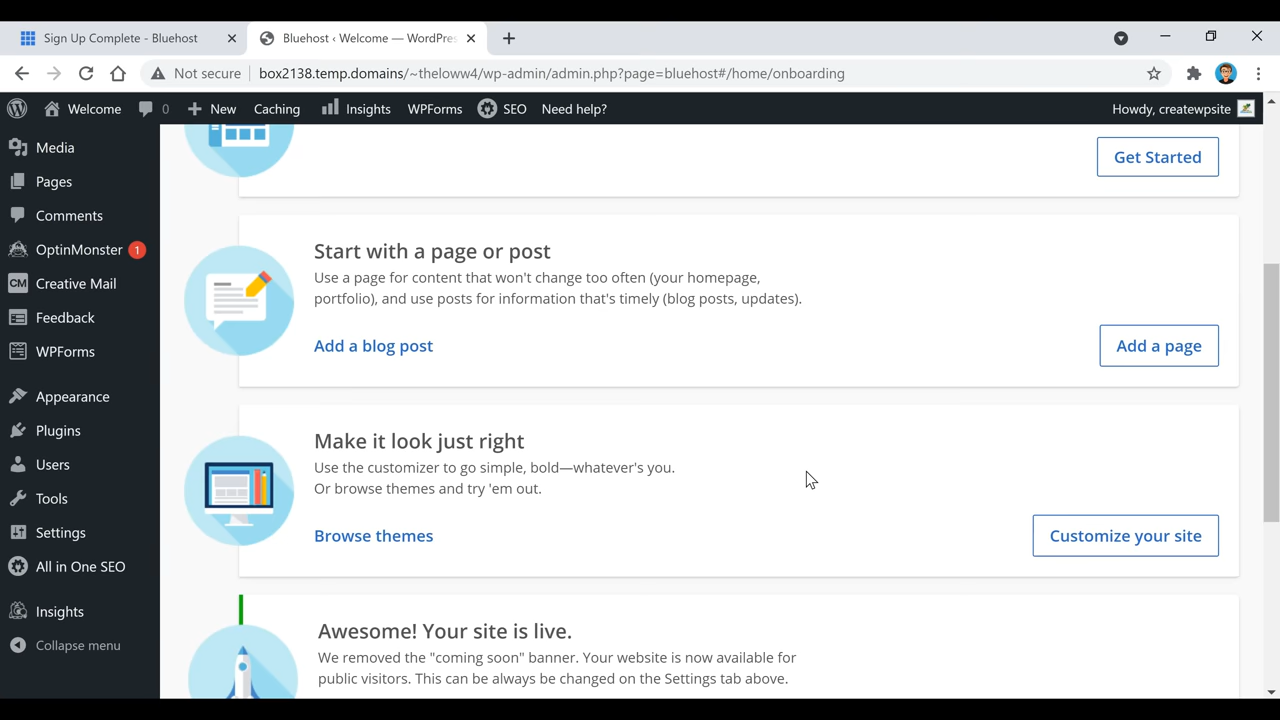 Sign Up Complete - Bluehost
Bluehost ‹ Welcome — WordPres
Not secure
box2138.temp.domains/~theloww4/wp-admin/admin.php?page=bluehost#/home/onboarding
Welcome
0
New
Caching
Insights
WPForms
SEO
Need help?
Howdy, createwpsite
Media
Pages
Comments
OptinMonster 1
CM Creative Mail
Feedback
WPForms
Appearance
Plugins
Users
Tools
Settings
All in One SEO
Insights
Collapse menu
Get Started
Start with a page or post
Use a page for content that won't change too often (your homepage,
portfolio), and use posts for information that's timely (blog posts, updates).
Add a blog post
Add a page
Make it look just right
Use the customizer to go simple, bold—whatever's you.
Or browse themes and try 'em out.
Browse themes
Customize your site
Awesome! Your site is live.
We removed the "coming soon" banner. Your website is now available for
public visitors. This can be always be changed on the Settings tab above.